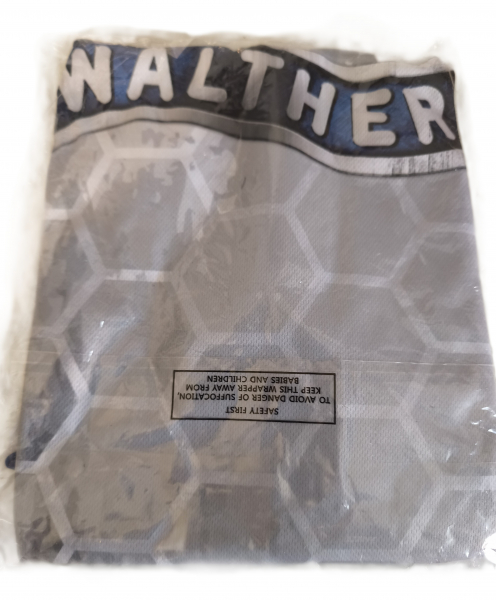 WALTHER
SAFETY FIRST
TO AVOID DANGER OF SUFFOCATION,
KEEP THIS WRAPPER AWAY FROM
BABIES AND CHILDREN